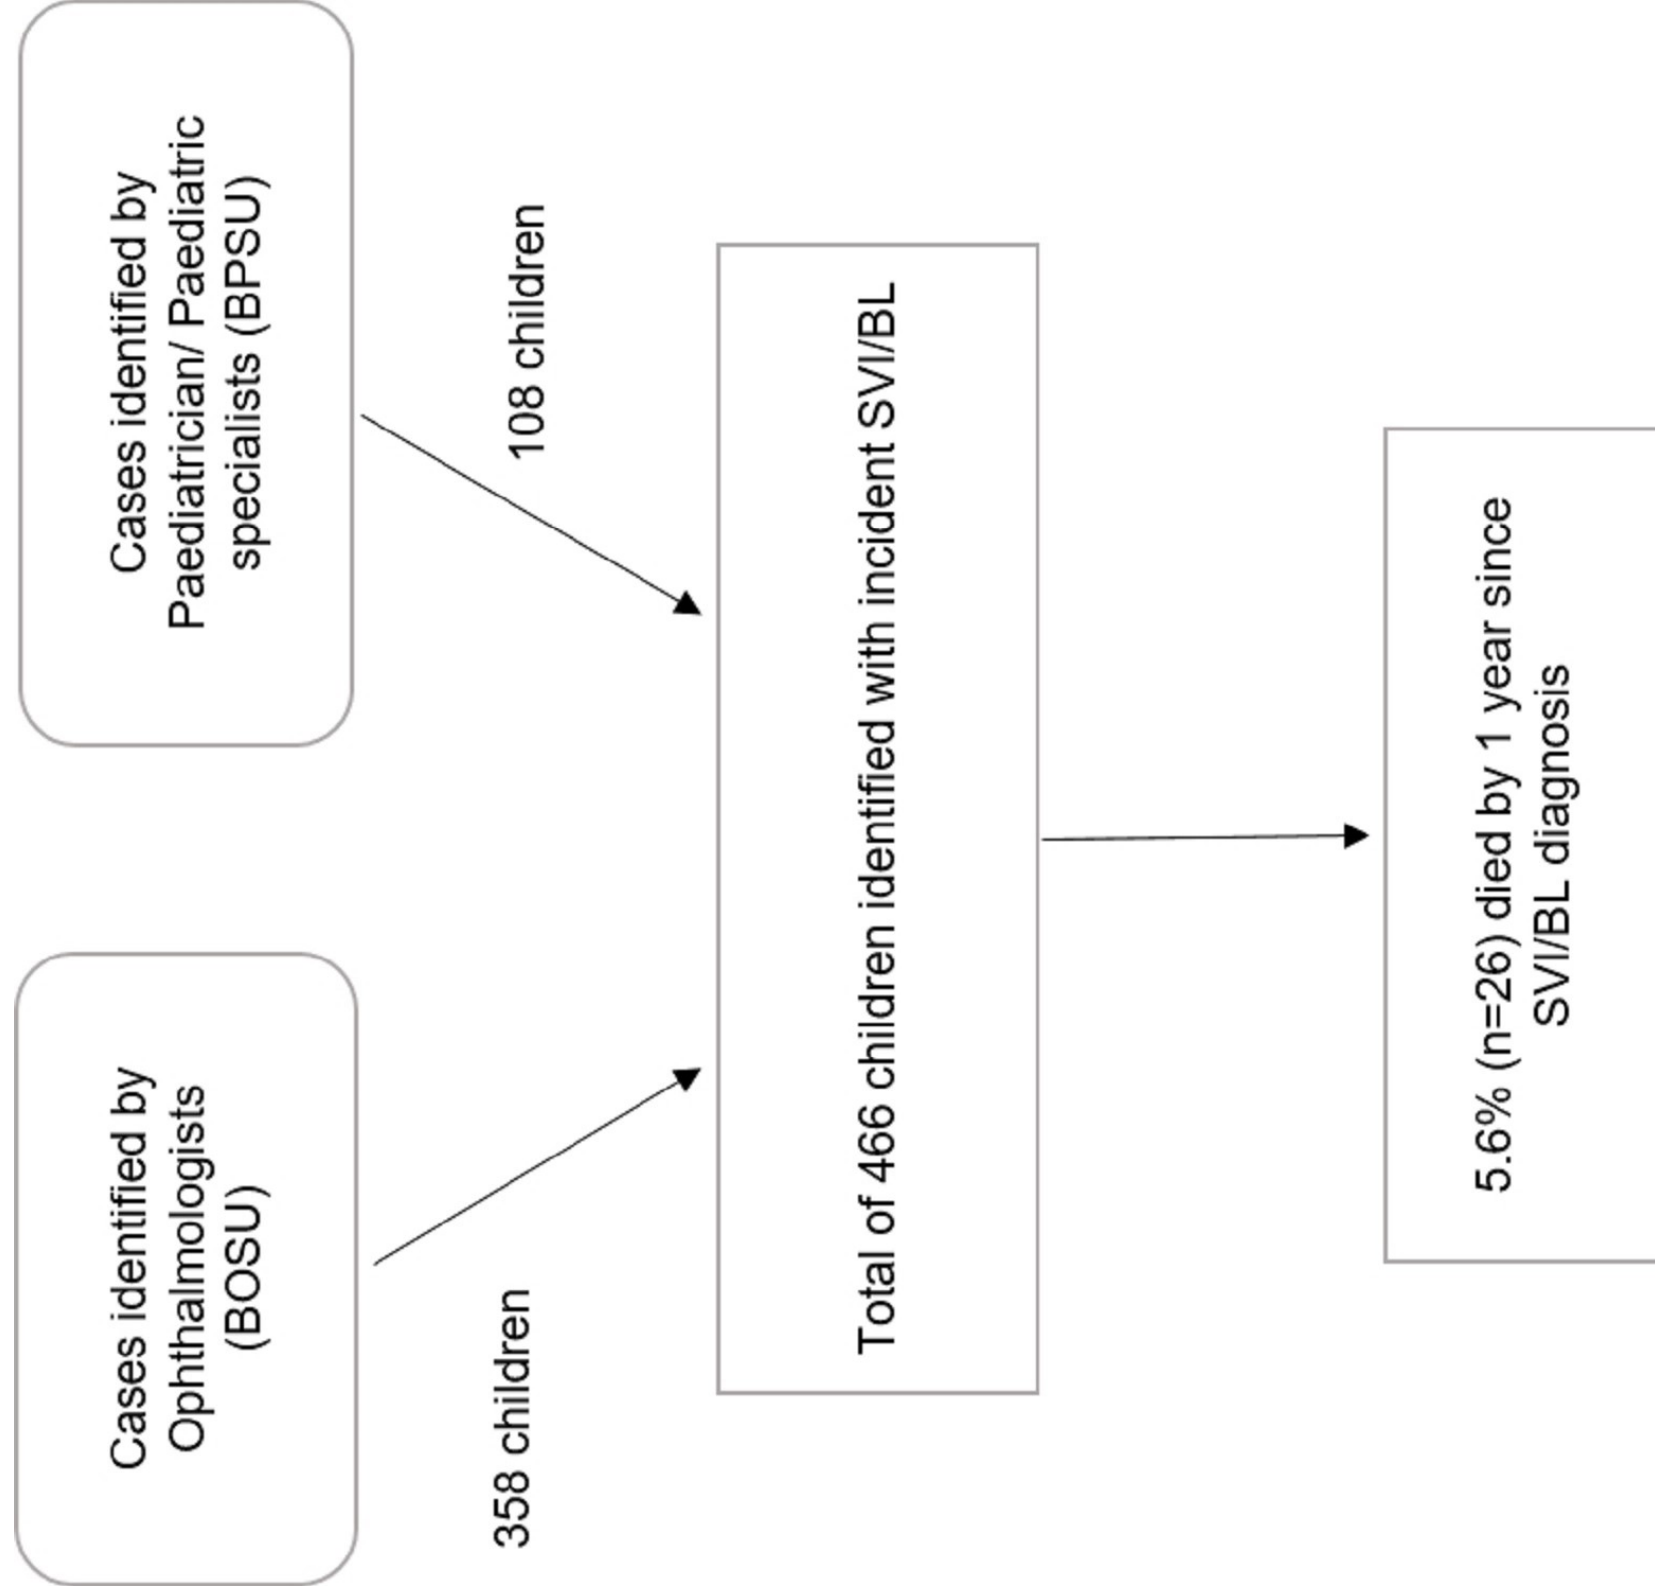 Cases identified by
Ophthalmologists
(BOSU)
Cases identified by
Paediatrician/ Paediatric
specialists (BPSU)
358 children
108 children
Total of 466 children identified with incident SVI/BL
5.6% (n=26) died by 1 year since
SVI/BL diagnosis